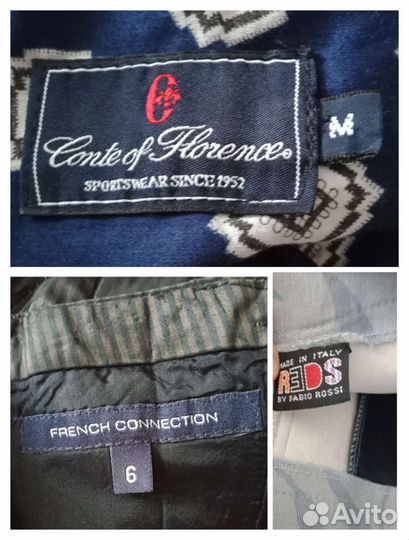 Conte of Florence®
SPORTSWEAR SINCE 1952
M
FRENCH CONNECTION
6
MADE IN ITALY
REDS
BY FABIO ROSSI
Avito